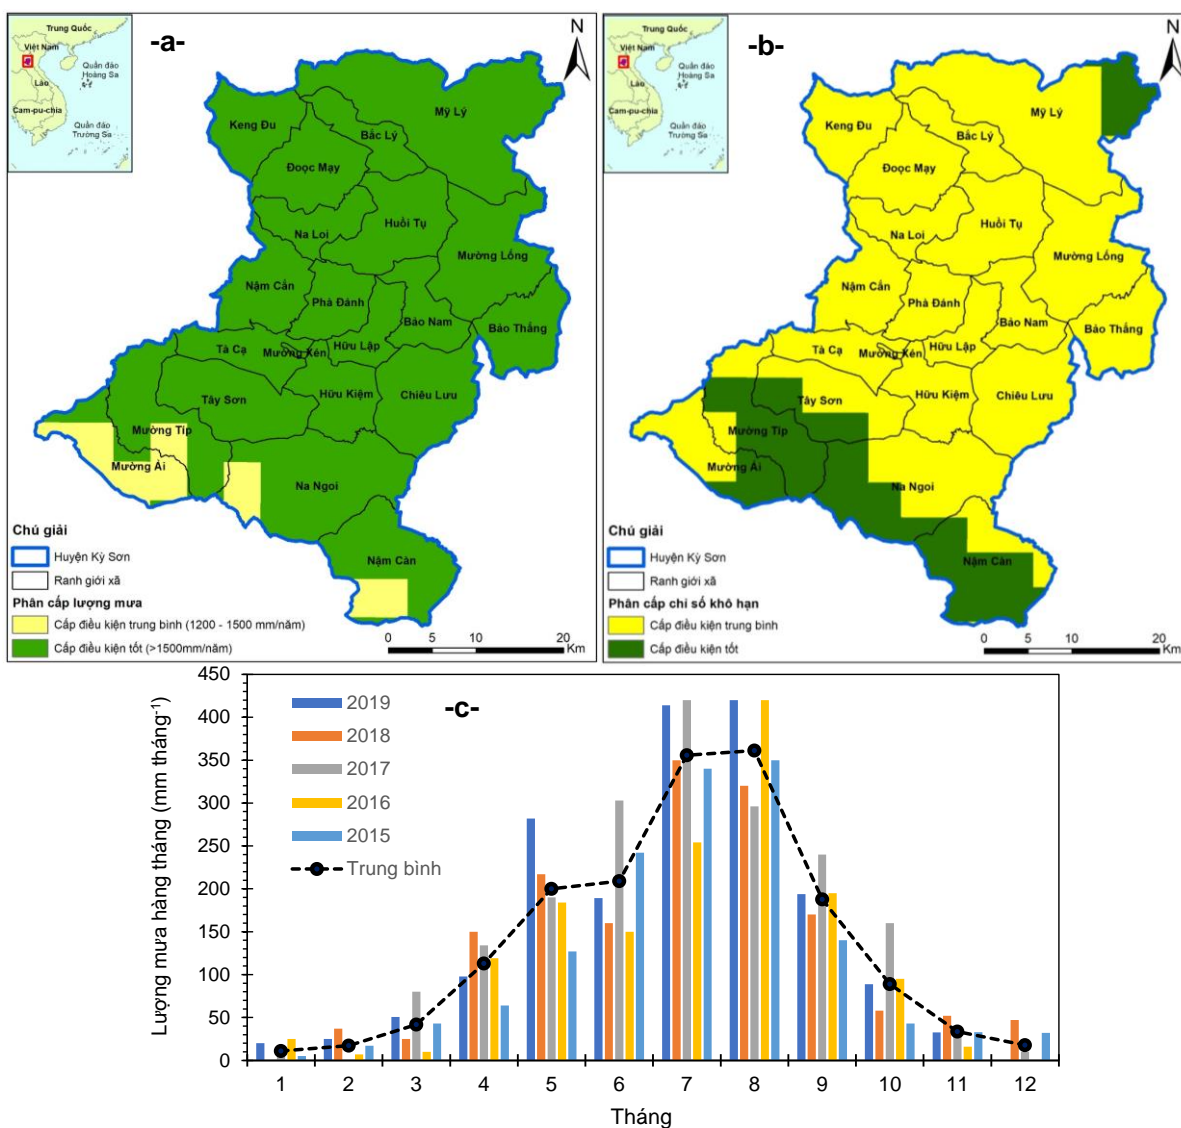 Trung Quốc
Việt Nam
Quần đảo
Hoàng Sa
Lào
Cam-pu-chia
Quần đảo
Trường Sa
-a-
N
Mỹ Lý
Keng Đu
Bắc Lý
Đoọc Mạy
Huồi Tụ
Na Loi
Mường Lống
Nậm Cắn
Phà Đánh
Bảo Nam
Bảo Thắng
Tà Cạ
Mường Xén
Hữu Lập
Tây Sơn
Hữu Kiệm
Chiêu Lưu
Mường Típ
Mường Ải
Na Ngoi
Nậm Càn
Chú giải
Huyện Kỳ Sơn
Ranh giới xã
Phân cấp lượng mưa
Cấp điều kiện trung bình (1200 - 1500 mm/năm)
Cấp điều kiện tốt (>1500mm/năm)
0 5 10 20
Km
Trung Quốc
Việt Nam
Quần đảo
Hoàng Sa
Lào
Cam-pu-chia
Quần đảo
Trường Sa
-b-
N
Mỹ Lý
Keng Đu
Bắc Lý
Đoọc Mạy
Huồi Tụ
Na Loi
Mường Lống
Nậm Cắn
Phà Đánh
Bảo Nam
Bảo Thắng
Tà Cạ
Mường Xén
Hữu Lập
Tây Sơn
Hữu Kiệm
Chiêu Lưu
Mường Típ
Mường Ải
Na Ngoi
Nậm Càn
Chú giải
Huyện Kỳ Sơn
Ranh giới xã
Phân cấp chỉ số khô hạn
Cấp điều kiện trung bình
Cấp điều kiện tốt
0 5 10 20
Km
-c-
Lượng mưa hàng tháng (mm tháng⁻¹)
450
400
350
300
250
200
150
100
50
0
2019
2018
2017
2016
2015
Trung bình
1 2 3 4 5 6 7 8 9 10 11 12
Tháng